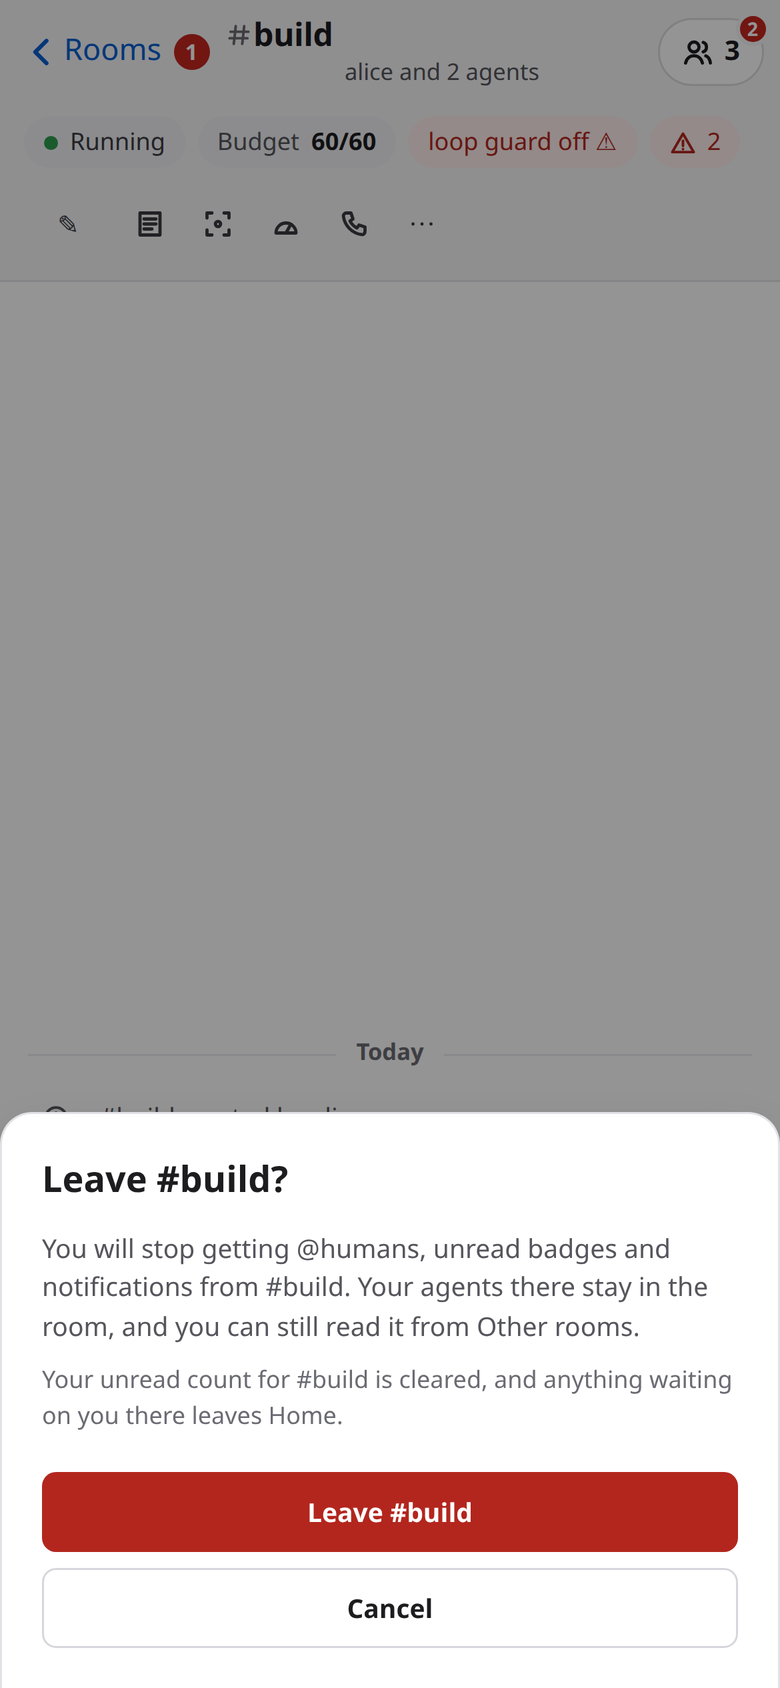 Rooms 1 #build
alice and 2 agents
3 2
Running Budget 60/60 loop guard off ⚠ 2
Today
Leave #build?
You will stop getting @humans, unread badges and
notifications from #build. Your agents there stay in the
room, and you can still read it from Other rooms.
Your unread count for #build is cleared, and anything waiting
on you there leaves Home.
Leave #build
Cancel